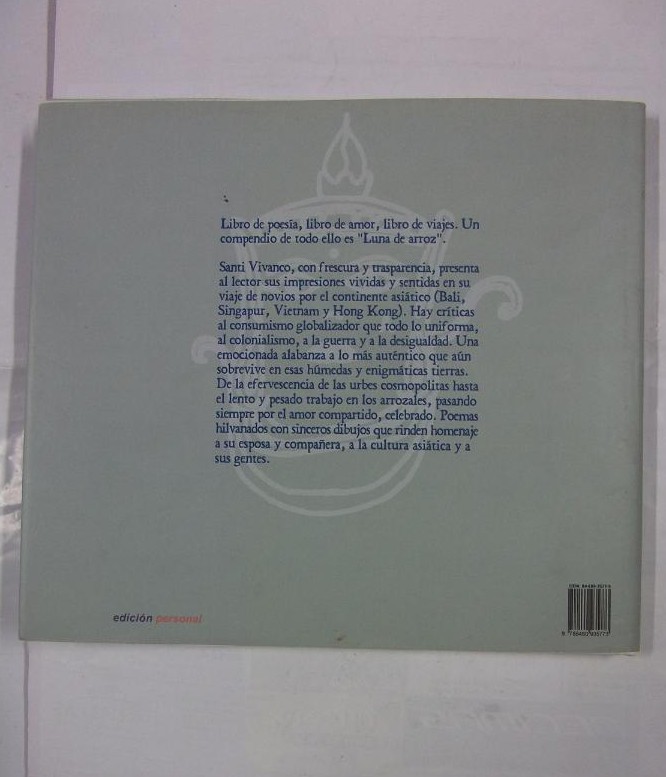 Libro de poesïa, libro de amor, libro de viajes. Un
compendio de todo ello es "Luna de arroz".
Santi Vivanco, con frescura y trasparencia, presenta
al lector sus impresiones vividas y sentidas en su
viaje de novios por el continente asiático (Bali,
Singapur, Vietnam y Hong Kong). Hay críticas
al consumismo globalizador que todo lo uniforma,
al colonialismo, a la guerra y a la desigualdad. Una
emocionada alabanza a lo más auténtico que aún
sobrevive en esas húmedas y enigmáticas tierras.
De la efervescencia de las urbes cosmopolitas hasta
el lento y pesado trabajo en los arrozales, pasando
siempre por el amor compartido, celebrado. Poemas
hilvanados con sinceros dibujos que rinden homenaje
a su esposa y compañera, a la cultura asiática y a
sus gentes.
edición personal